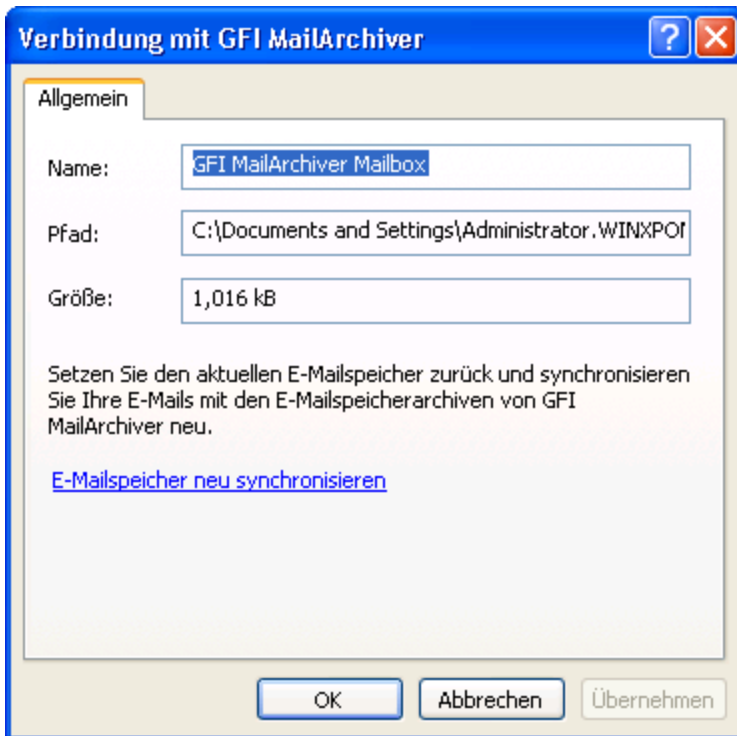 Verbindung mit GFI MailArchiver
Allgemein
Name: GFI MailArchiver Mailbox
Pfad: C:\Documents and Settings\Administrator.
Größe: 1,016 kB
Setzen Sie den aktuellen E-Mailspeicher zurück und synchronisieren
Sie Ihre E-Mails mit den E-Mailspeicherarchiven von GFI
MailArchiver neu.
E-Mailspeicher neu synchronisieren
OK Abbrechen Übernehmen